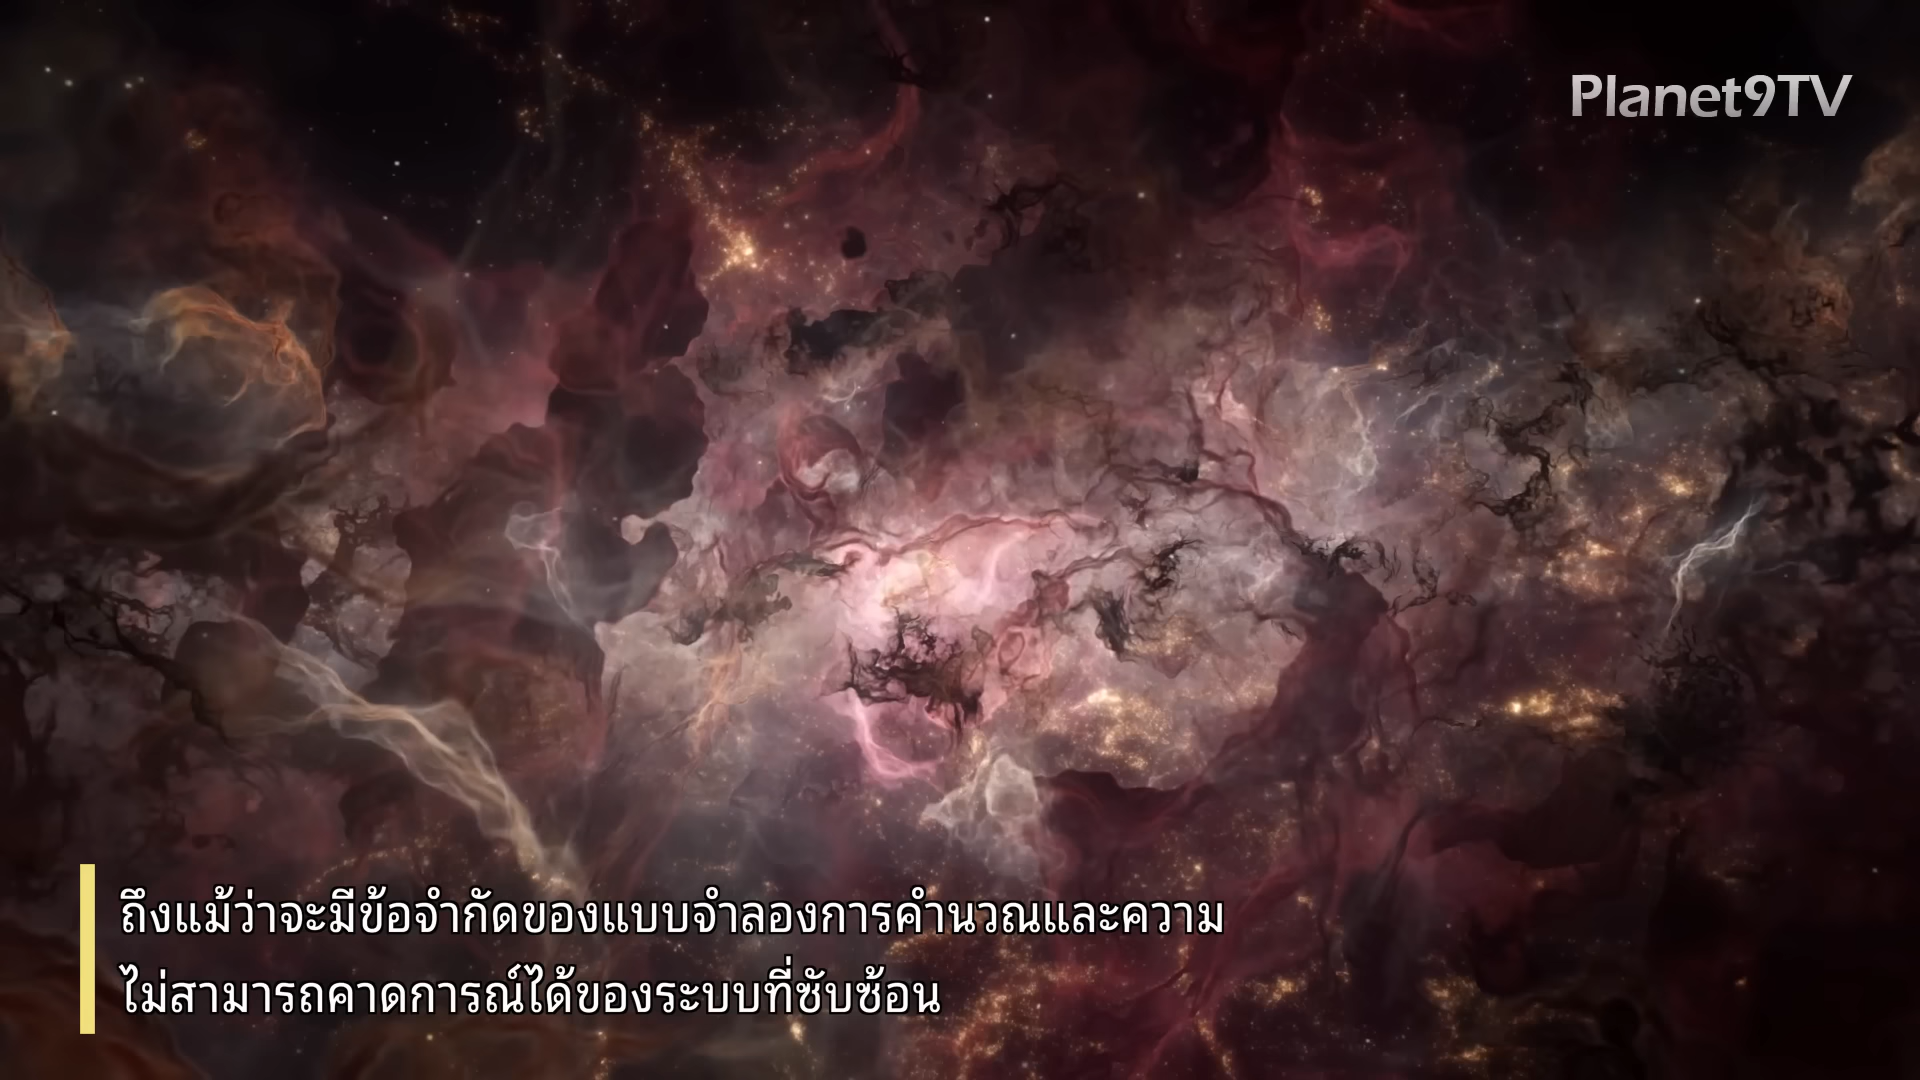 Planet9TV
ถึงแม้ว่าจะมีข้อจำกัดของแบบจำลองการคำนวณและความ
ไม่สามารถคาดการณ์ได้ของระบบที่ซับซ้อน